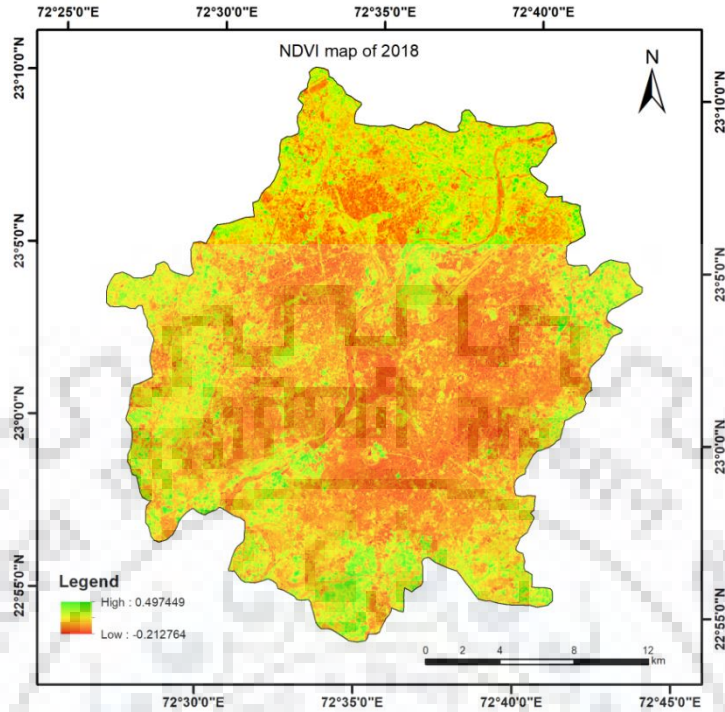 72°25'0"E 72°30'0"E 72°35'0"E 72°40'0"E
NDVI map of 2018
N
23°10'0"N
23°10'0"N
23°5'0"N
23°5'0"N
23°0'0"N
23°0'0"N
22°55'0"N
22°55'0"N
Legend
High : 0.497449
Low : -0.212764
0 2 4 8 12
km
72°30'0"E 72°35'0"E 72°40'0"E 72°45'0"E